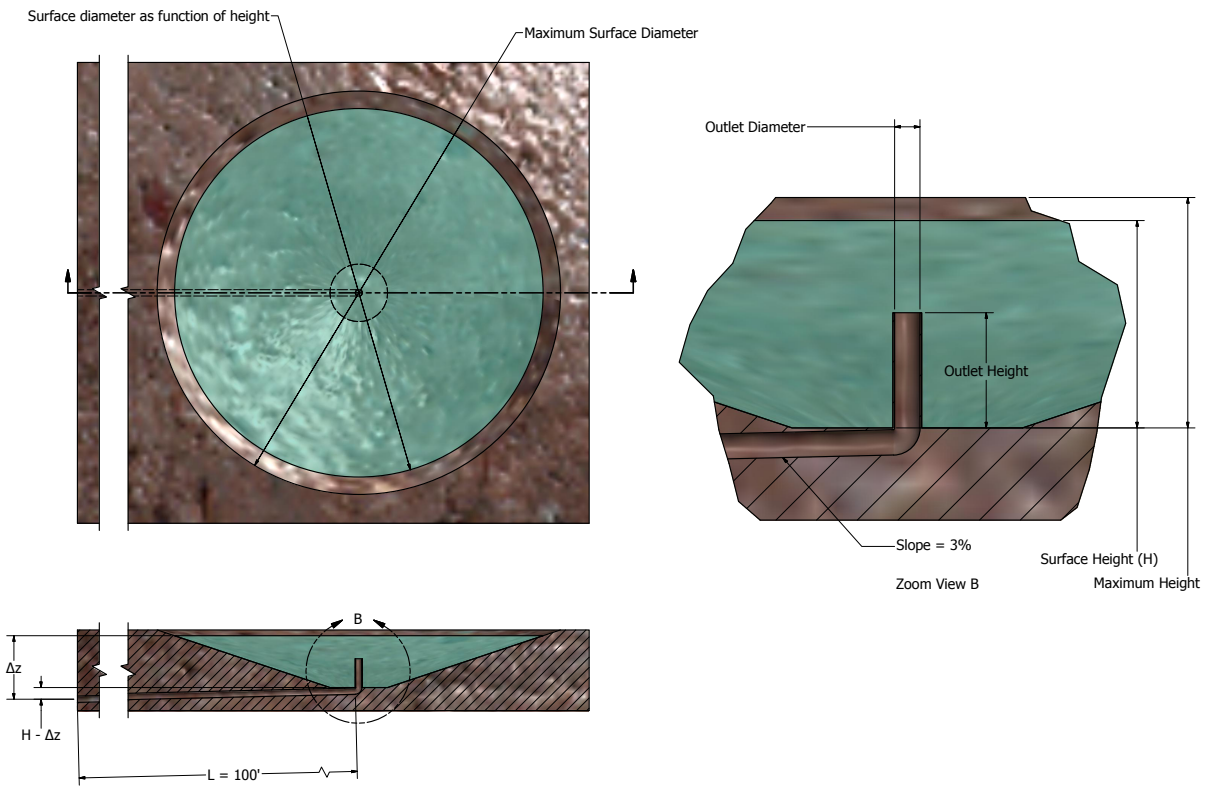 Surface diameter as function of height
Maximum Surface Diameter
Outlet Diameter
Outlet Height
Slope = 3%
Surface Height (H)
Zoom View B
Maximum Height
B
Δz
H - Δz
L = 100'